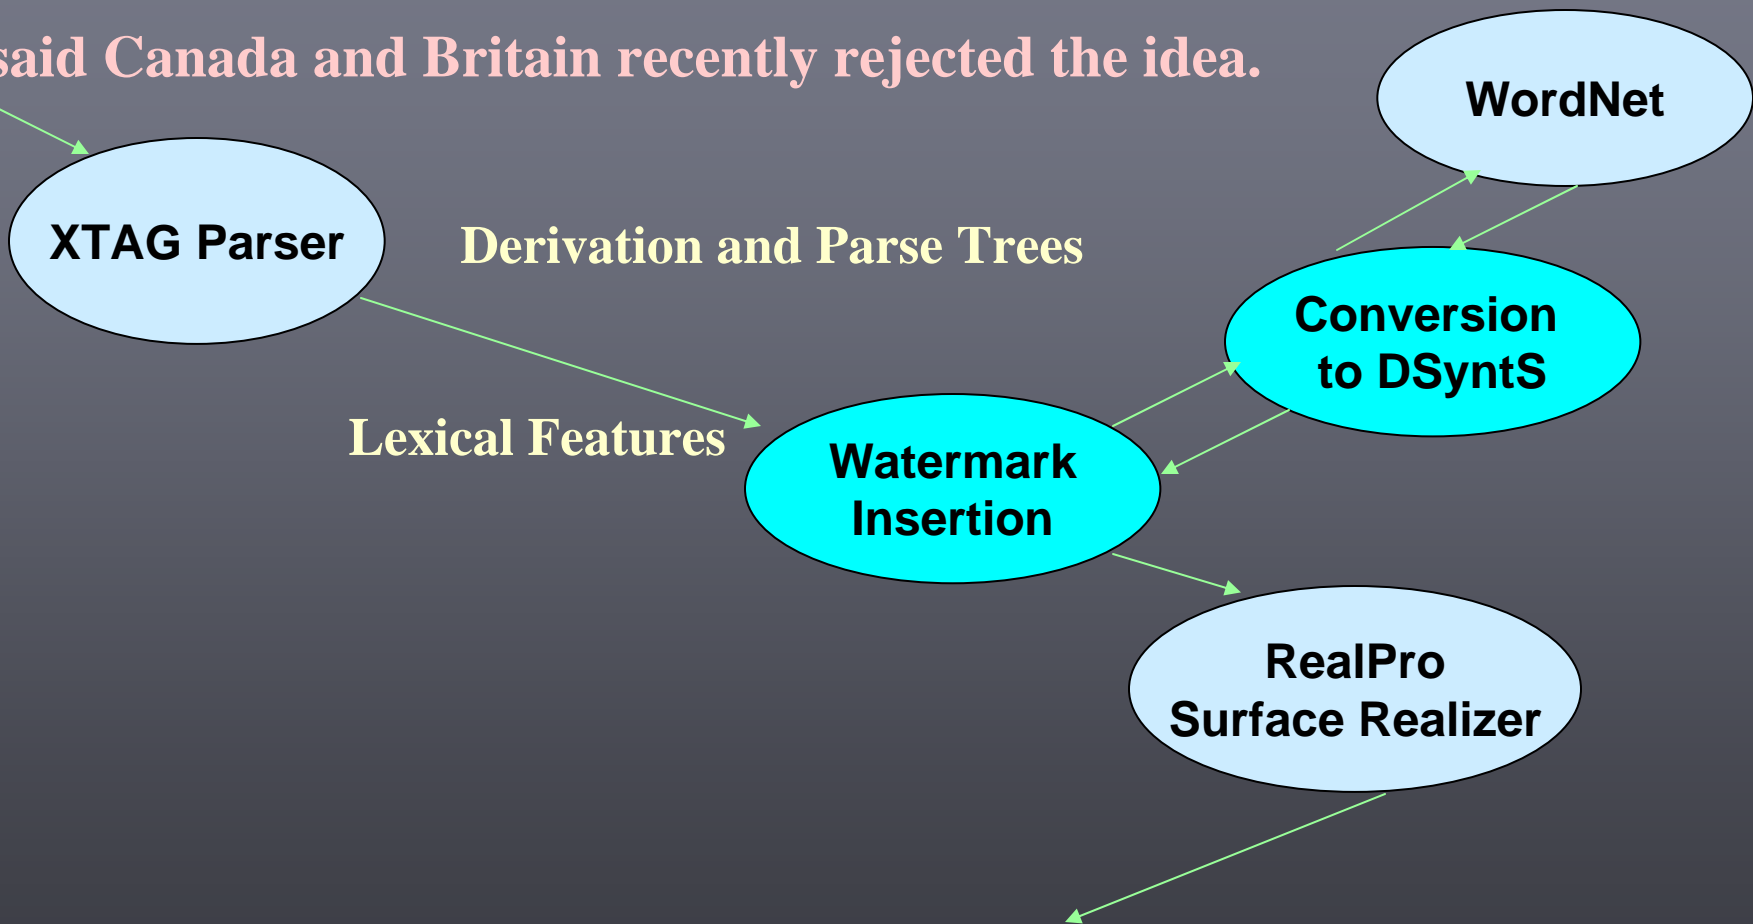 said Canada and Britain recently rejected the idea.
WordNet
XTAG Parser
Derivation and Parse Trees
Conversion
to DSyntS
Lexical Features
Watermark
Insertion
RealPro
Surface Realizer